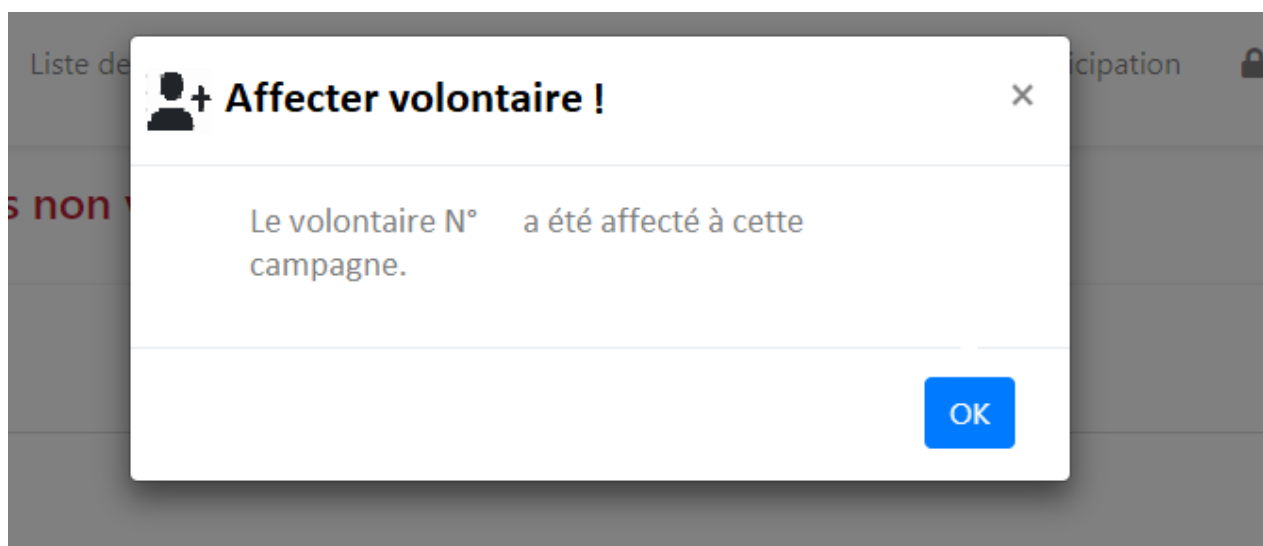 Liste de
icipation
Affecter volontaire !
×
s non
Le volontaire N° a été affecté à cette
campagne.
OK